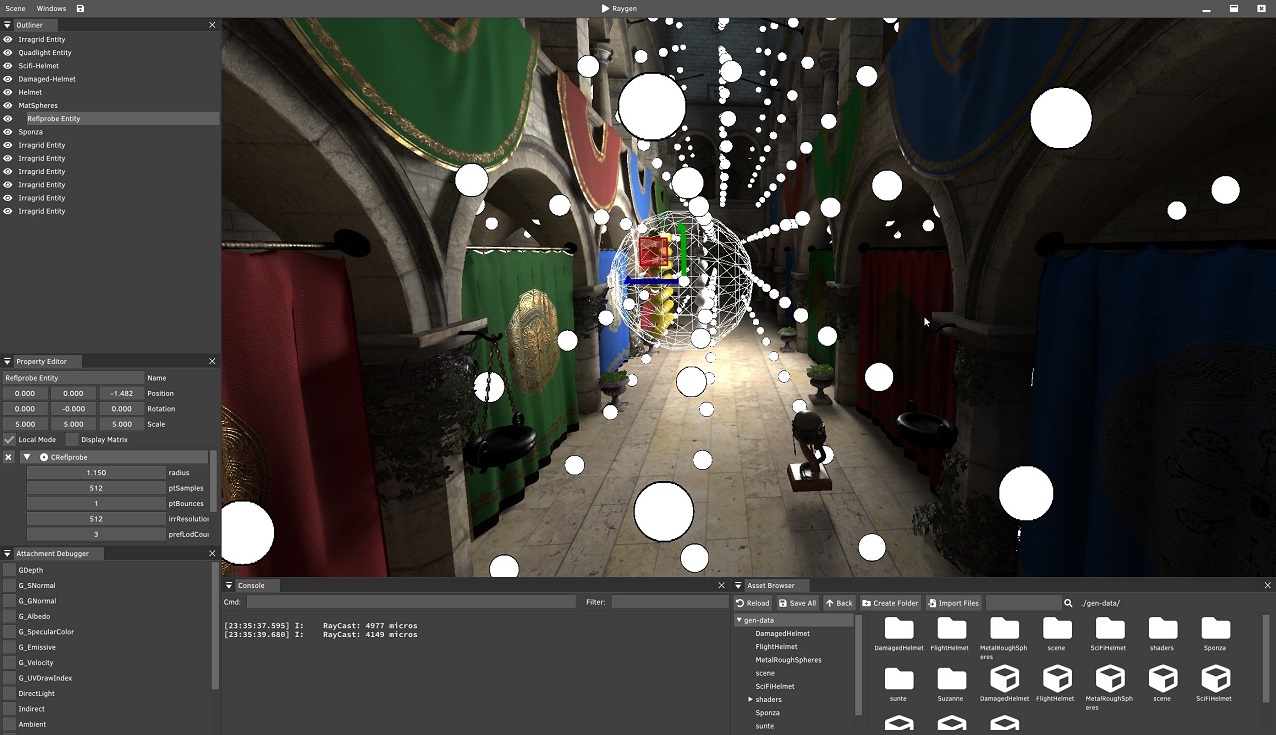 Scene Windows Raygen
Outliner
Irragrid Entity
Quadlight Entity
Scifi-Helmet
Damaged-Helmet
Helmet
MatSpheres
Reflprobe Entity
Sponza
Irragrid Entity
Irragrid Entity
Irragrid Entity
Irragrid Entity
Irragrid Entity
Irragrid Entity
Property Editor
Reflprobe Entity Name
0.000 0.000 -1.482 Position
0.000 -0.000 0.000 Rotation
5.000 5.000 5.000 Scale
Local Mode Display Matrix
CReflprobe
1.150 radius
512 ptSamples
1 ptBounces
512 irrResolution
3 prefLodCou
Attachment Debugger
GDepth
G_SNormal
G_GNormal
G_Albedo
G_SpecularColor
G_Emissive
G_Velocity
G_UVDrawIndex
DirectLight
Indirect
Ambient
Console
Cmd: Filter:
[23:35:37.595] I: RayCast: 4977 micros
[23:35:39.680] I: RayCast: 4149 micros
Asset Browser
Reload Save All Back Create Folder Import Files ./gen-data/
gen-data
DamagedHelmet
FlightHelmet
MetalRoughSpheres
scene
SciFiHelmet
shaders
Sponza
sunte
DamagedHelmet FlightHelmet MetalRoughSph scene SciFiHelmet shaders Sponza
eres
sunte Suzanne DamagedHelmet FlightHelmet MetalRoughSph scene SciFiHelmet
eres